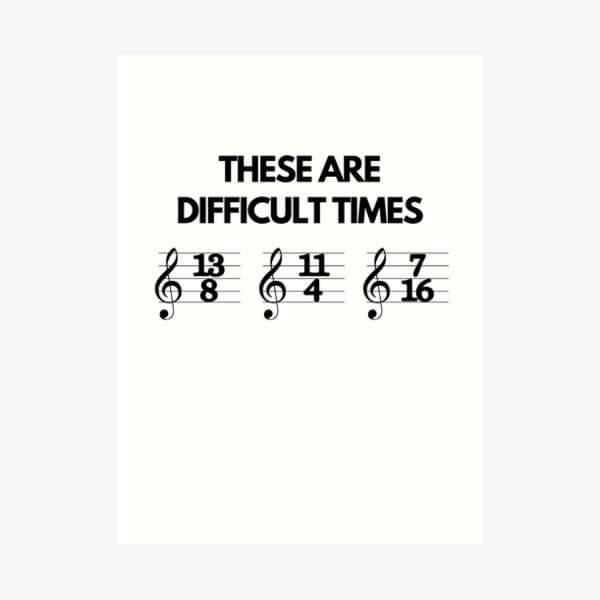 THESE ARE
DIFFICULT TIMES
13 11 7
8 4 16